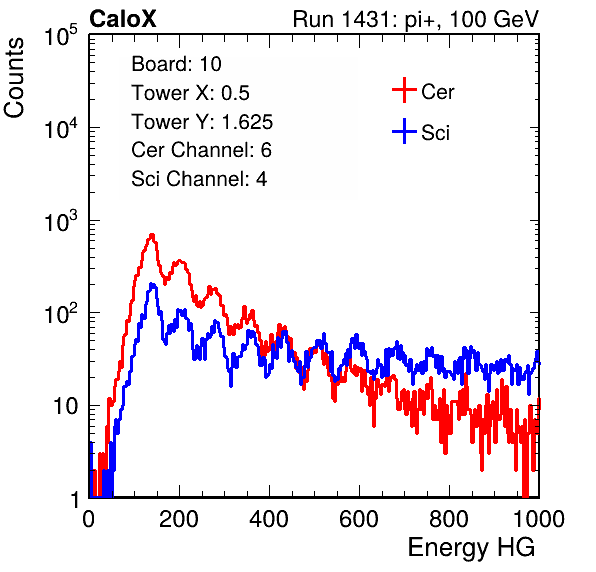 CaloX Run 1431: pi+, 100 GeV
Board: 10
Tower X: 0.5
Tower Y: 1.625
Cer Channel: 6
Sci Channel: 4
Cer
Sci
Counts
10^5
10^4
10^3
10^2
10
1
0 200 400 600 800 1000
Energy HG